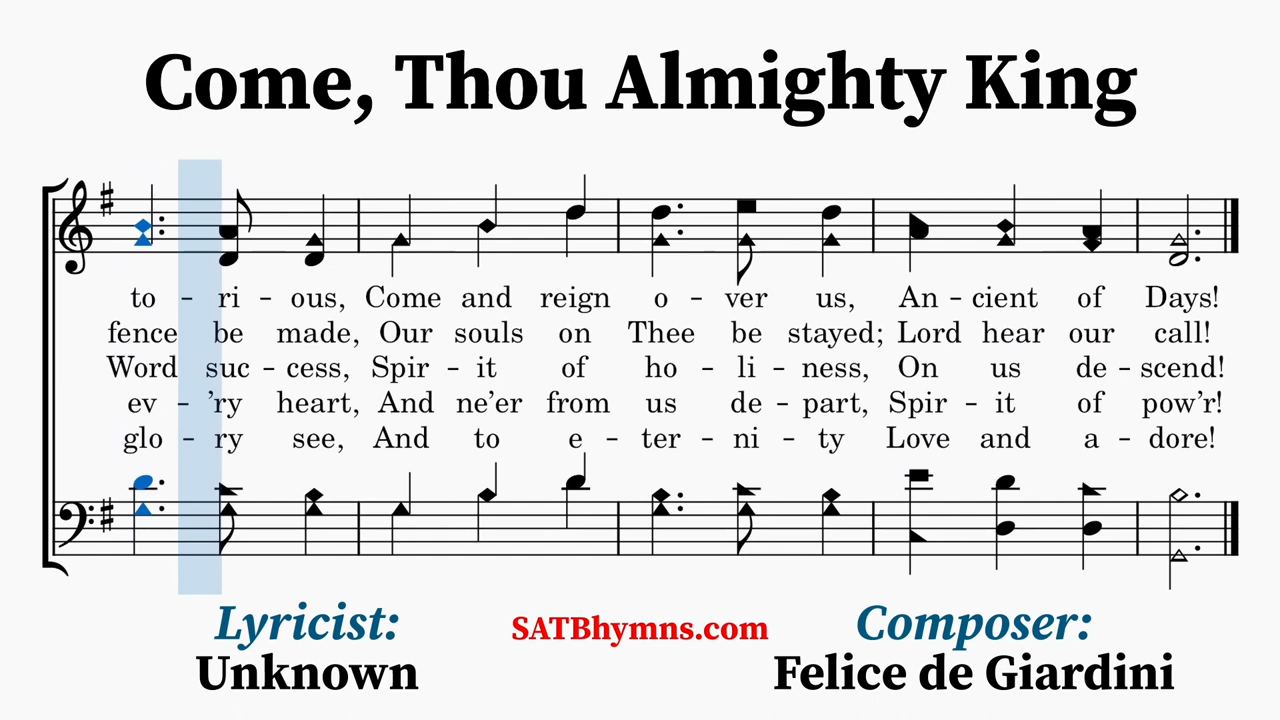 Come, Thou Almighty King
to - ri - ous, Come and reign o - ver us, An - cient of Days!
fence be made, Our souls on Thee be stayed; Lord hear our call!
Word suc - cess, Spir - it of ho - li - ness, On us de - scend!
ev - ’ry heart, And ne’er from us de - part, Spir - it of pow’r!
glo - ry see, And to e - ter - ni - ty Love and a - dore!
Lyricist:
Unknown
SATBhymns.com
Composer:
Felice de Giardini